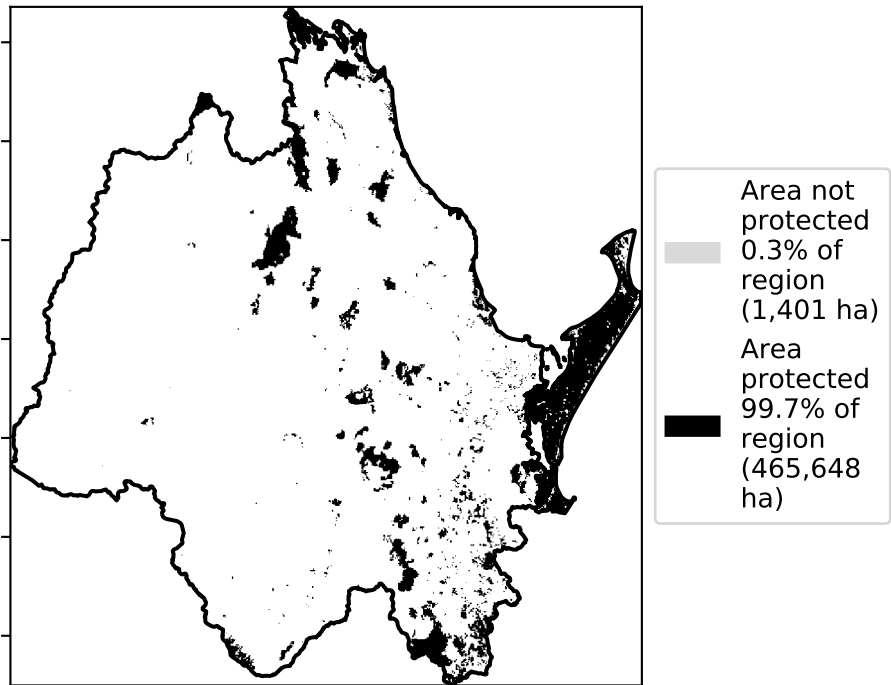 Area not
protected
0.3% of
region
(1,401 ha)
Area
protected
99.7% of
region
(465,648
ha)